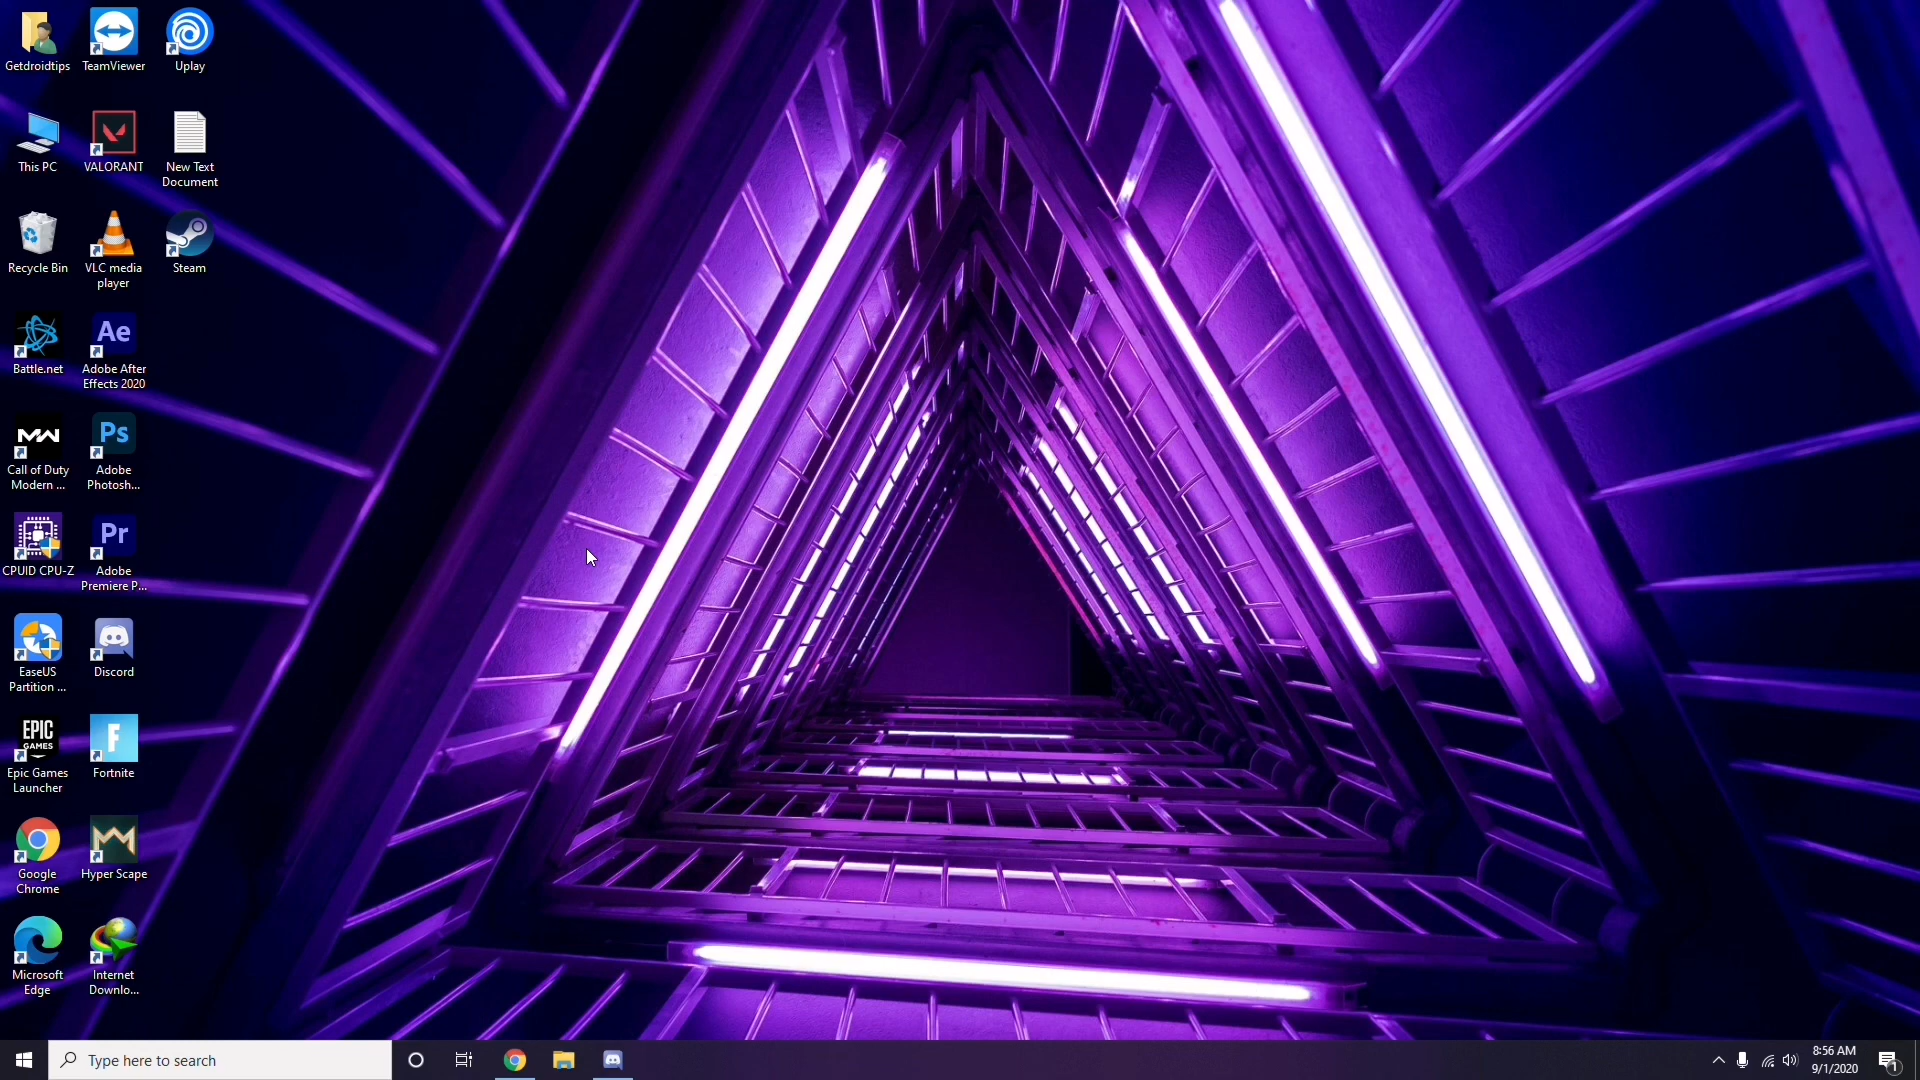 Getdroidtips
TeamViewer
Uplay
This PC
VALORANT
New Text
Document
Recycle Bin
VLC media
player
Steam
Battle.net
Ae
Adobe After
Effects 2020
MW
Call of Duty
Modern ...
Ps
Adobe
Photosh...
CPUID CPU-Z
Pr
Adobe
Premiere P...
EaseUS
Partition ...
Discord
EPIC
GAMES
Epic Games
Launcher
F
Fortnite
Google
Chrome
Hyper Scape
Microsoft
Edge
Internet
Downlo...
Type here to search
8:56 AM
9/1/2020
1